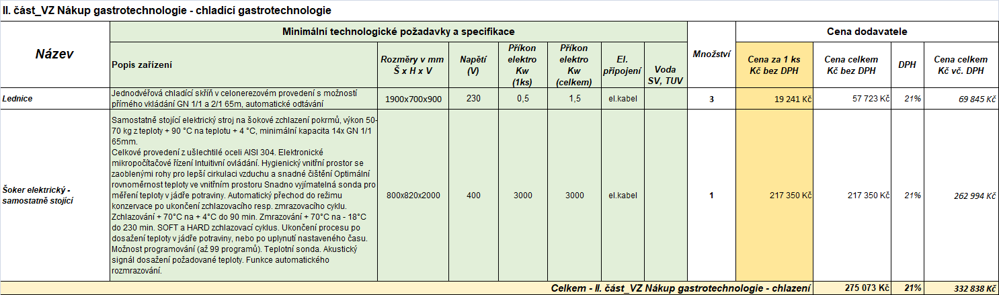 II. část_VZ Nákup gastrotechnologie - chladící gastrotechnologie
Název
Minimální technologické požadavky a specifikace
Množství
Cena dodavatele
Popis zařízení
Rozměry v mm
Š x H x V
Napětí
(V)
Příkon
elektro
Kw
(1ks)
Příkon
elektro
Kw
(celkem)
El.
připojení
Voda
SV, TUV
Cena za 1 ks
Kč bez DPH
Cena celkem
Kč bez DPH
DPH
Cena celkem
Kč vč. DPH
Lednice
Jednodvéřová chladící skříň v celonerezovém provedení s možností
přímého vkládání GN 1/1 a 2/1 65m, automatické odtávání
1900x700x900
230
0,5
1,5
el.kabel
3
19 241 Kč
57 723 Kč
21%
69 845 Kč
Šoker elektrický -
samostatně stojící
Samostatně stojící elektrický stroj na šokové zchlazení pokrmů, výkon 50-
70 kg z teploty + 90 °C na teplotu + 4 °C, minimální kapacita 14x GN 1/1
65mm.
Celkové provedení z ušlechtilé oceli AISI 304. Elektronické
mikropočítačové řízení Intuitivní ovládání. Hygienický vnitřní prostor se
zaoblenými rohy pro lepší cirkulaci vzduchu a snadné čištění Optimální
rovnoměrnost teploty ve vnitřním prostoru Snadno vyjímatelná sonda pro
měření teploty v jádře potraviny. Automatický přechod do režimu
konzervace po ukončení zchlazovacího resp. zmrazovacího cyklu.
Zchlazování + 70°C na + 4°C do 90 min. Zmrazování + 70°C na - 18°C
do 230 min. SOFT a HARD zchlazovací cyklus. Ukončení procesu po
dosažení teploty v jádře potraviny, nebo po uplynutí nastaveného času.
Možnost programování (až 99 programů). Teplotní sonda. Akustický
signál dosažení požadované teploty. Funkce automatického
rozmrazování.
800x820x2000
400
3000
3000
el.kabel
1
217 350 Kč
217 350 Kč
21%
262 994 Kč
Celkem - II. část_VZ Nákup gastrotechnologie - chlazení
275 073 Kč
21%
332 838 Kč